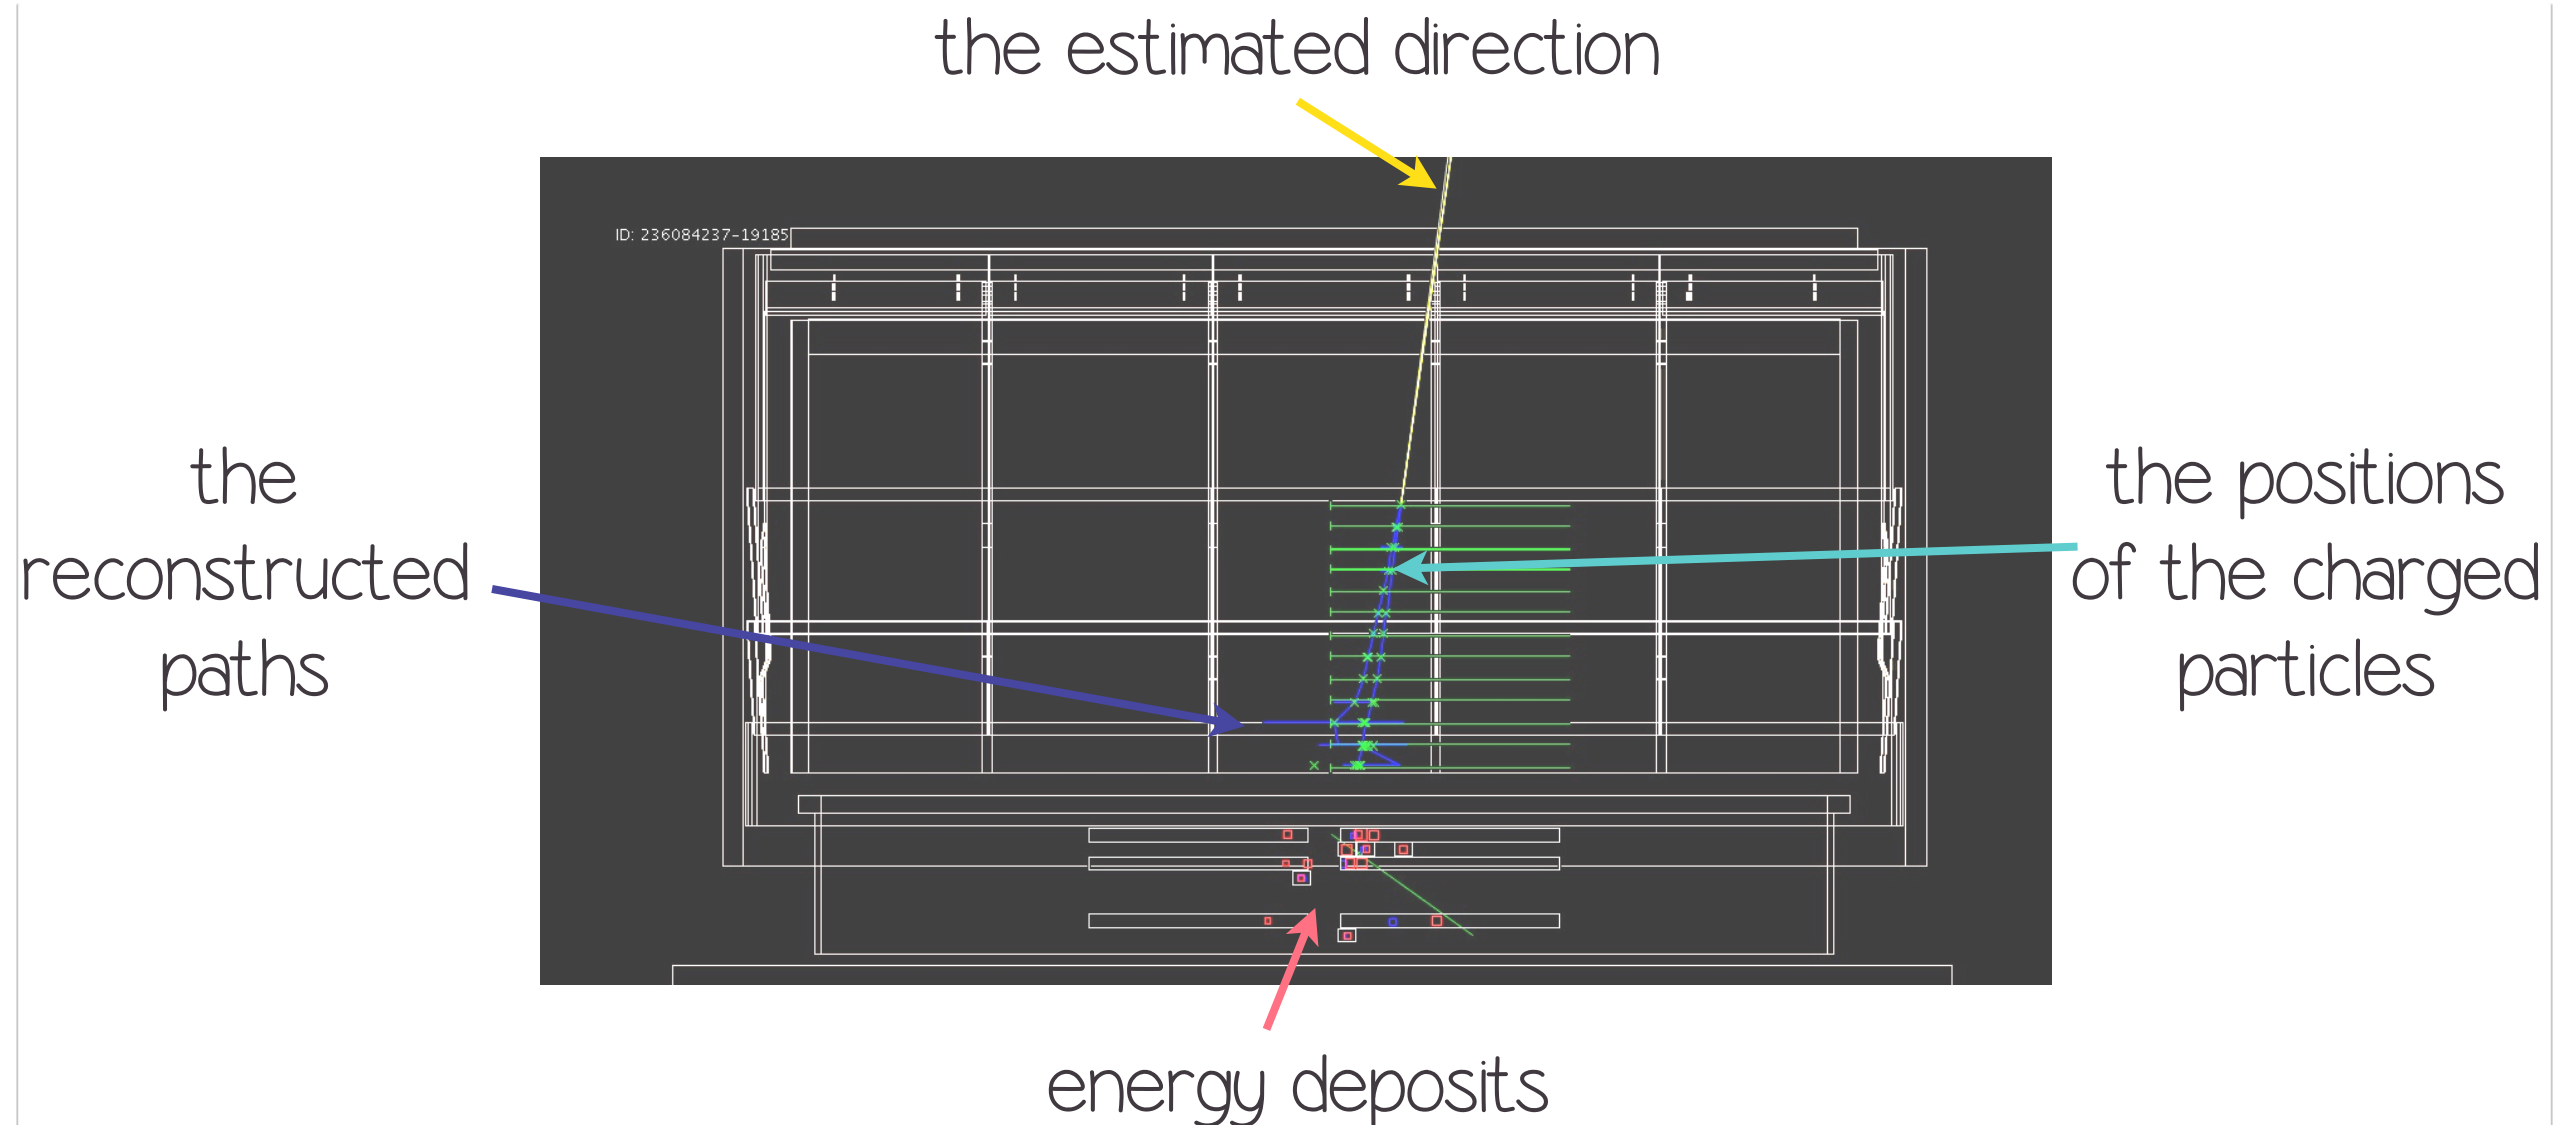 the estimated direction
ID: 236084237-19185
the
reconstructed
paths
the positions
of the charged
particles
energy deposits